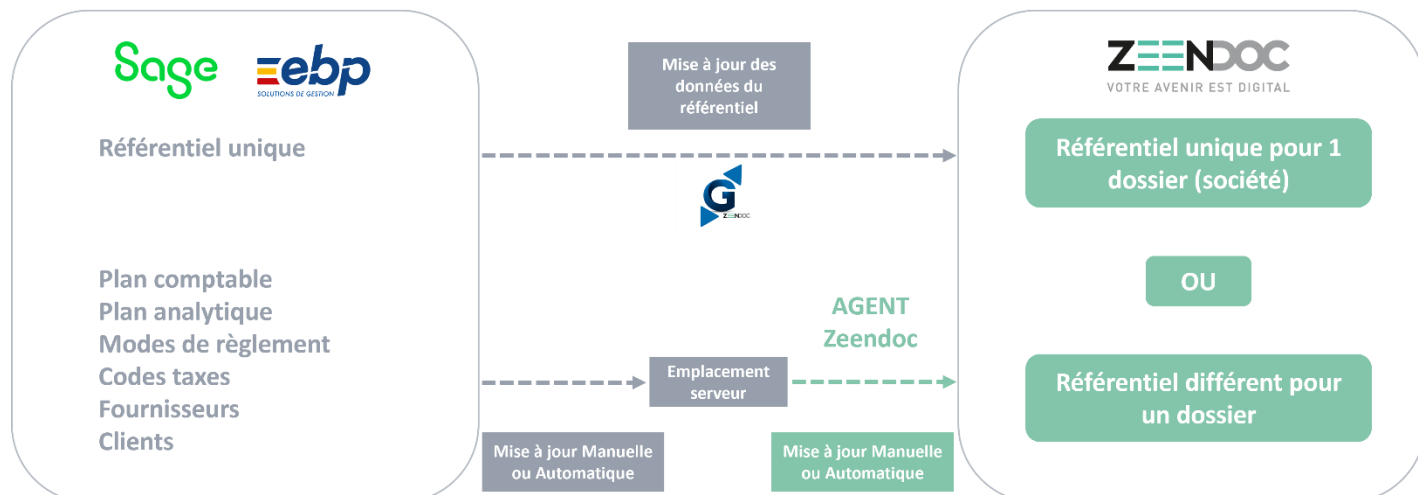 Sage
ebp
SOLUTIONS DE GESTION
Référentiel unique
Plan comptable
Plan analytique
Modes de règlement
Codes taxes
Fournisseurs
Clients
Mise à jour des
données du
référentiel
G
ZEENDOC
AGENT
Zeendoc
Emplacement
serveur
Mise à jour Manuelle
ou Automatique
Mise à jour Manuelle
ou Automatique
ZEENDOC
VOTRE AVENIR EST DIGITAL
Référentiel unique pour 1
dossier (société)
OU
Référentiel différent pour
un dossier